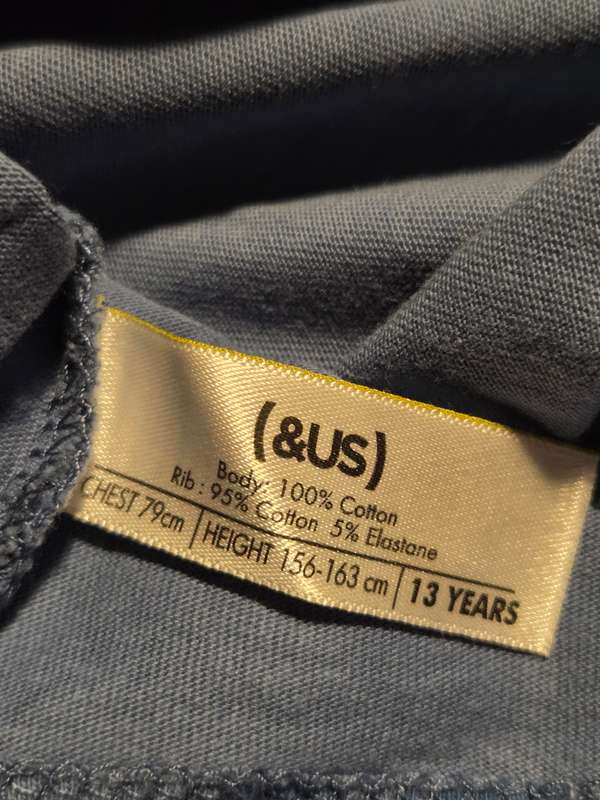 (&US)
Body: 100% Cotton
Rib: 95% Cotton 5% Elastane
CHEST 79cm | HEIGHT 156-163 cm | 13 YEARS